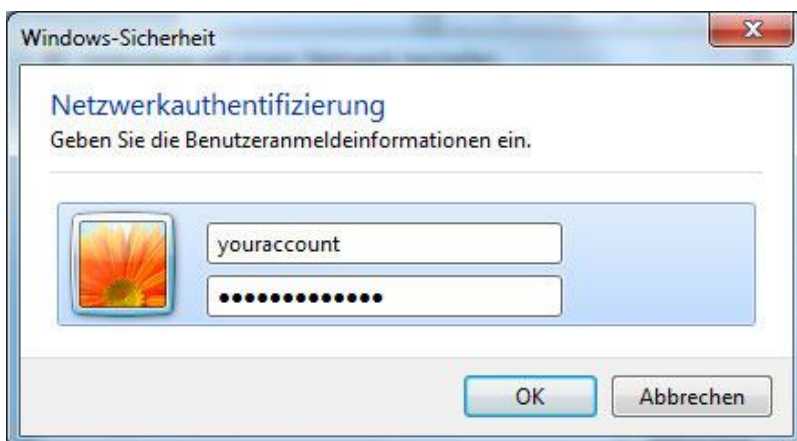 Windows-Sicherheit
Netzwerkauthentifizierung
Geben Sie die Benutzeranmeldeinformationen ein.
youraccount
●●●●●●●●●●●●●
OK
Abbrechen